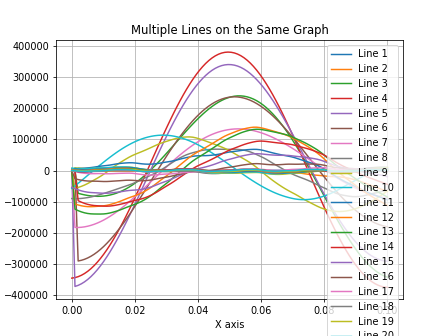 Multiple Lines on the Same Graph
400000
300000
200000
100000
0
−100000
−200000
−300000
−400000
0.00
0.02
0.04
0.06
X axis
Line 1
Line 2
Line 3
Line 4
Line 5
Line 6
Line 7
Line 8
Line 9
Line 10
Line 11
Line 12
Line 13
Line 14
Line 15
Line 16
Line 17
Line 18
Line 19
Line 20